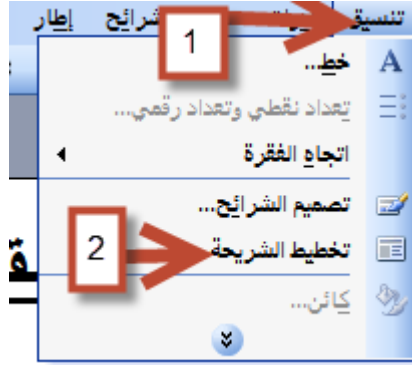 تنسيق شرائح إطار
1
خط...
تعداد نقطي وتعداد رقمي...
اتجاه الفقرة
تصميم الشرائح...
2
تخطيط الشريحة
كائن...